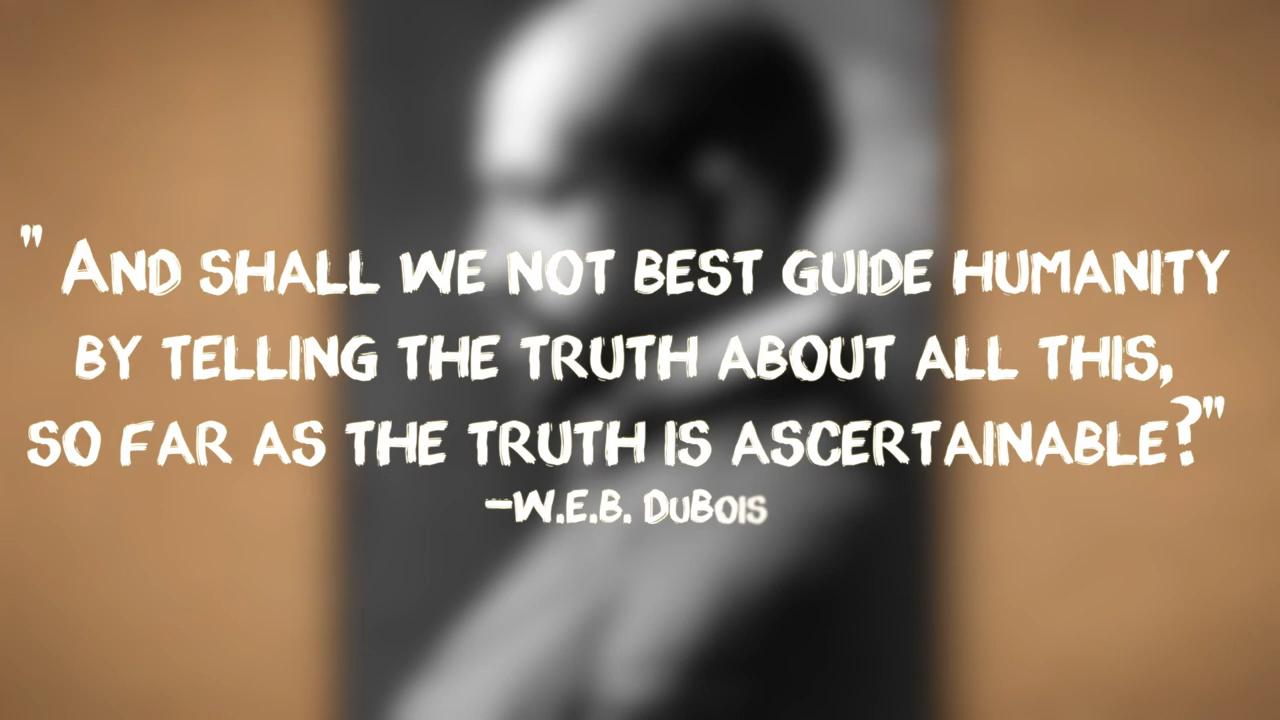 " And shall we not best guide humanity
by telling the truth about all this,
so far as the truth is ascertainable?"
—W.E.B. DuBois